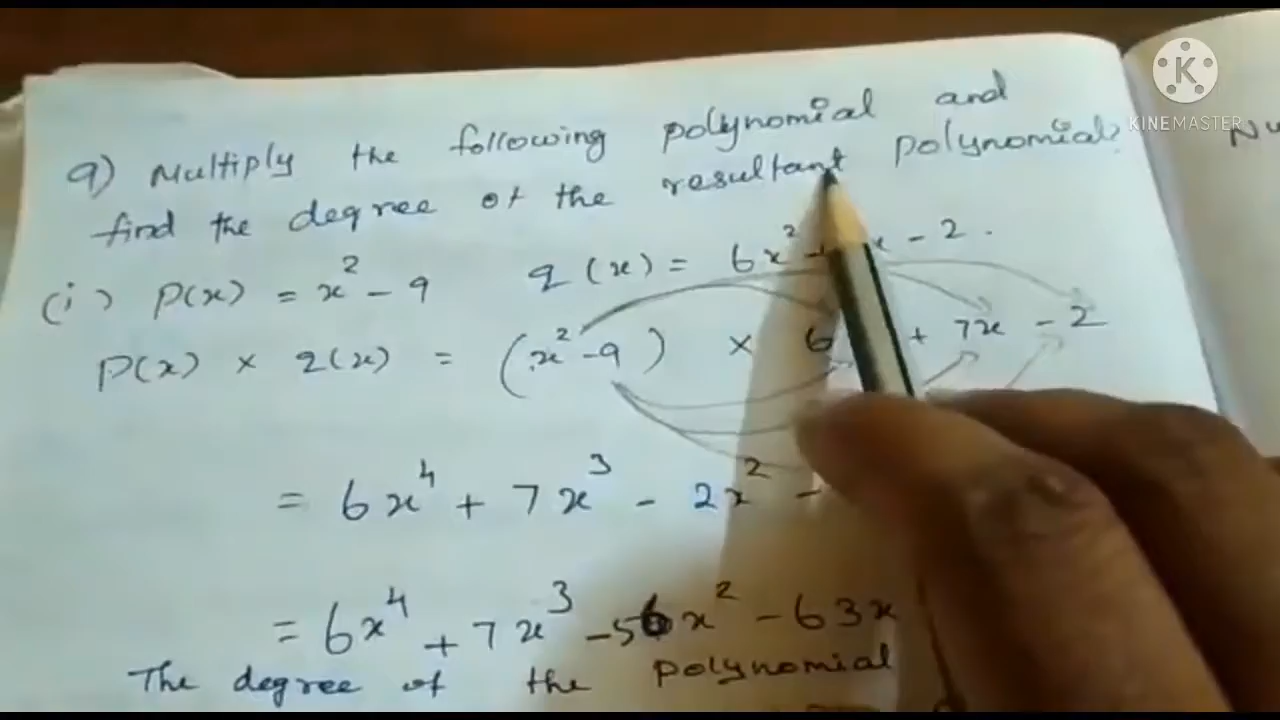 KINEMASTER
9) Multiply the following polynomial and
find the degree of the resultant polynomial?
(i) P(x) = x² - 9 q(x) = 6x² + x - 2.
P(x) × q(x) = (x² - 9) × 6 + 7x - 2
= 6x⁴ + 7x³ - 2x² -
= 6x⁴ + 7x³ - 56x² - 63x
The degree of the polynomial